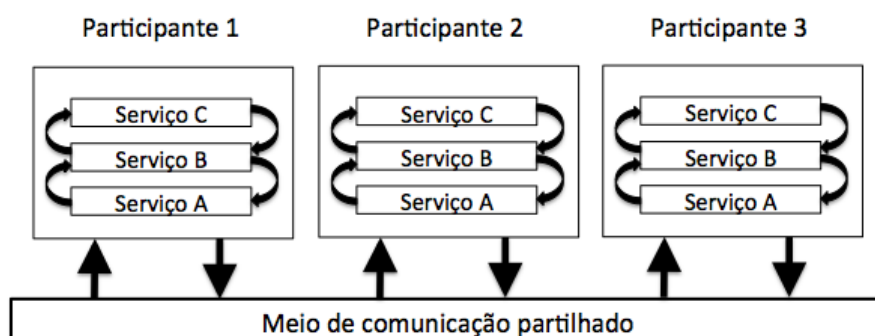 Participante 1
Participante 2
Participante 3
Serviço C
Serviço B
Serviço A
Serviço C
Serviço B
Serviço A
Serviço C
Serviço B
Serviço A
Meio de comunicação partilhado